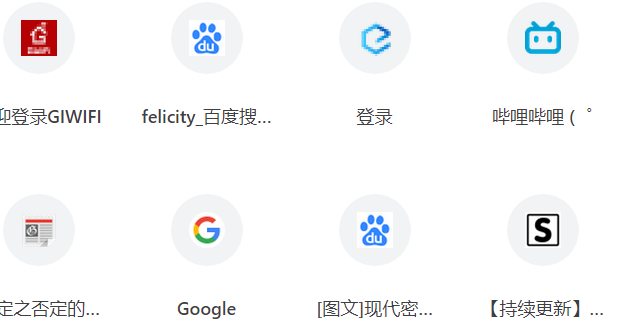 迎登录GIWIFI
felicity_百度搜...
登录
哔哩哔哩 ( ゜
定之否定的...
Google
[图文]现代密...
【持续更新】...